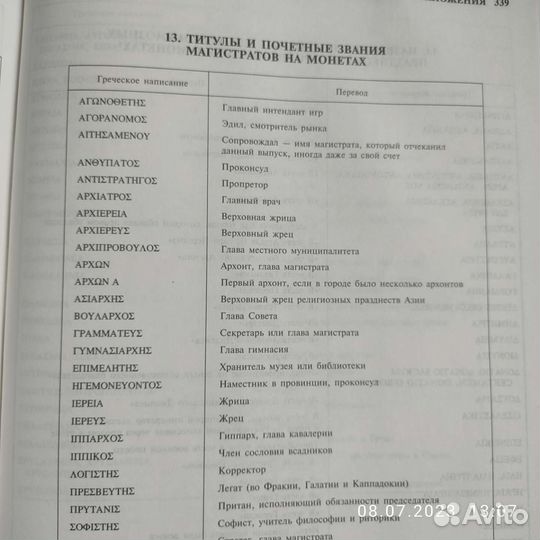 339
13. ТИТУЛЫ И ПОЧЕТНЫЕ ЗВАНИЯ
МАГИСТРАТОВ НА МОНЕТАХ
Греческое написание Перевод
ΑΓΩΝΟΘΕΤΗΣ Главный интендант игр
ΑΓΟΡΑΝΟΜΟΣ Эдил, смотритель рынка
ΑΙΤΗΣΑΜΕΝΟΥ Сопровождал — имя магистрата, который отчеканил
данный выпуск, иногда даже за свой счет
ΑΝΘΥΠΑΤΟΣ Проконсуд
ΑΝΤΙΣΤΡΑΤΗΓΟΣ Пропретор
ΑΡΧΙΑΤΡΟΣ Главный врач
ΑΡΧΙΕΡΕΙΑ Верховная жрица
ΑΡΧΙΕΡΕΥΣ Верховный жрец
ΑΡΧΙΠΡΟΒΟΥΛΟΣ Глава местного муниципалитета
ΑΡΧΩΝ Архонт, глава магистрата
ΑΡΧΩΝ Α Первый архонт, если в городе было несколько архонтов
ΑΣΙΑΡΧΗΣ Верховный жрец религиозных празднеств Азии
ΒΟΥΛΑΡΧΟΣ Глава Совета
ΓΡΑΜΜΑΤΕΥΣ Секретарь или глава магистрата
ΓΥΜΝΑΣΙΑΡΧΗΣ Глава гимнасия
ΕΠΙΜΕΛΗΤΗΣ Хранитель музея или библиотеки
ΗΓΕΜΟΝΕΥΟΝΤΟΣ Наместник в провинции, проконсул
ΙΕΡΕΙΑ Жрица
ΙΕΡΕΥΣ Жрец
ΙΠΠΑΡΧΟΣ Гиппарх, глава кавалерии
ΙΠΠΙΚΟΣ Член сословия всадников
ΛΟΓΙΣΤΗΣ Корректор
ΠΡΕΣΒΕΥΤΗΣ Легат (во Фракии, Галатии и Каппадокии)
ΠΡΥΤΑΝΙΣ Притан, исполняющий обязанности председателя
ΣΟΦΙΣΤΗΣ Софист, учитель философии и риторики
08.07.2023 13:07
Avito